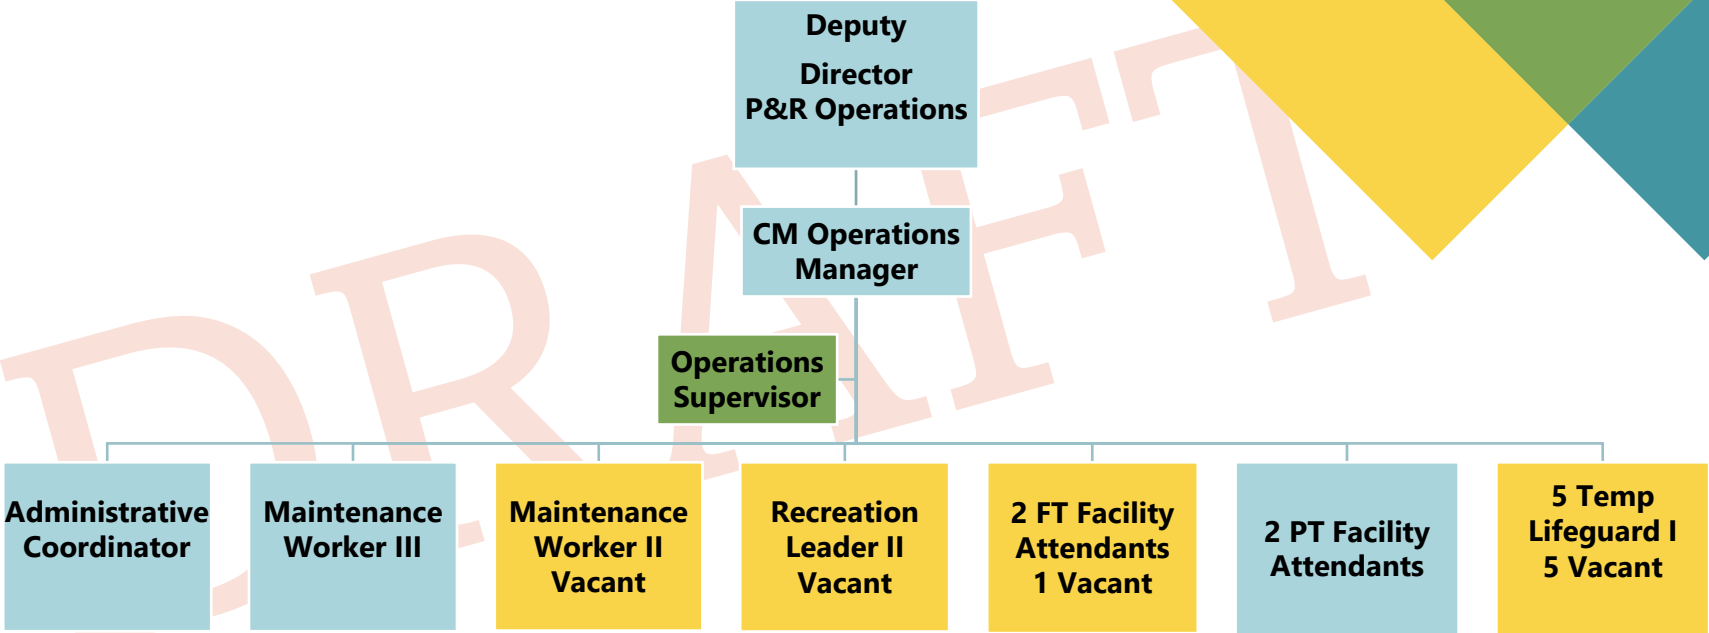 Deputy
Director
P&R Operations
CM Operations
Manager
Operations
Supervisor
Administrative
Coordinator
Maintenance
Worker III
Maintenance
Worker II
Vacant
Recreation
Leader II
Vacant
2 FT Facility
Attendants
1 Vacant
2 PT Facility
Attendants
5 Temp
Lifeguard I
5 Vacant
DRAFT